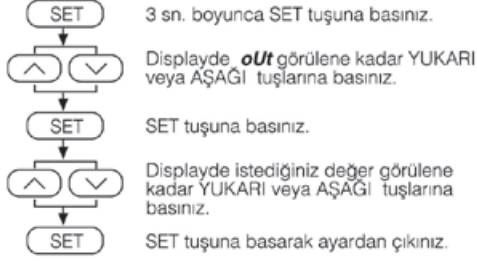 SET 3 sn. boyunca SET tuşuna basınız.
Displayde oUt görülene kadar YUKARI
veya AŞAĞI tuşlarına basınız.
SET SET tuşuna basınız.
Displayde istediğiniz değer görülene
kadar YUKARI veya AŞAĞI tuşlarına
basınız.
SET SET tuşuna basarak ayardan çıkınız.